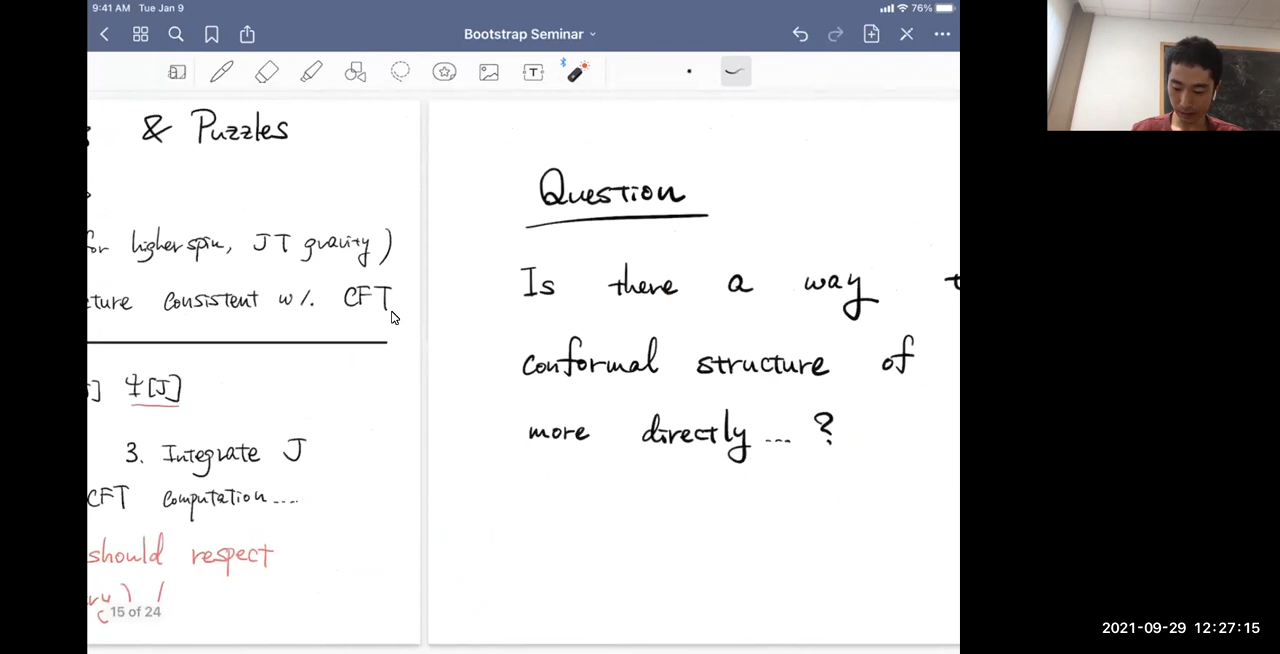 9:41 AM Tue Jan 9
76%
Bootstrap Seminar
& Puzzles
for higher spin, JT gravity)
cture consistent w/. CFT
Ψ[J]
3. Integrate J
CFT computation....
should respect
15 of 24
Question
Is there a way t
conformal structure of
more directly ... ?
2021-09-29 12:27:15